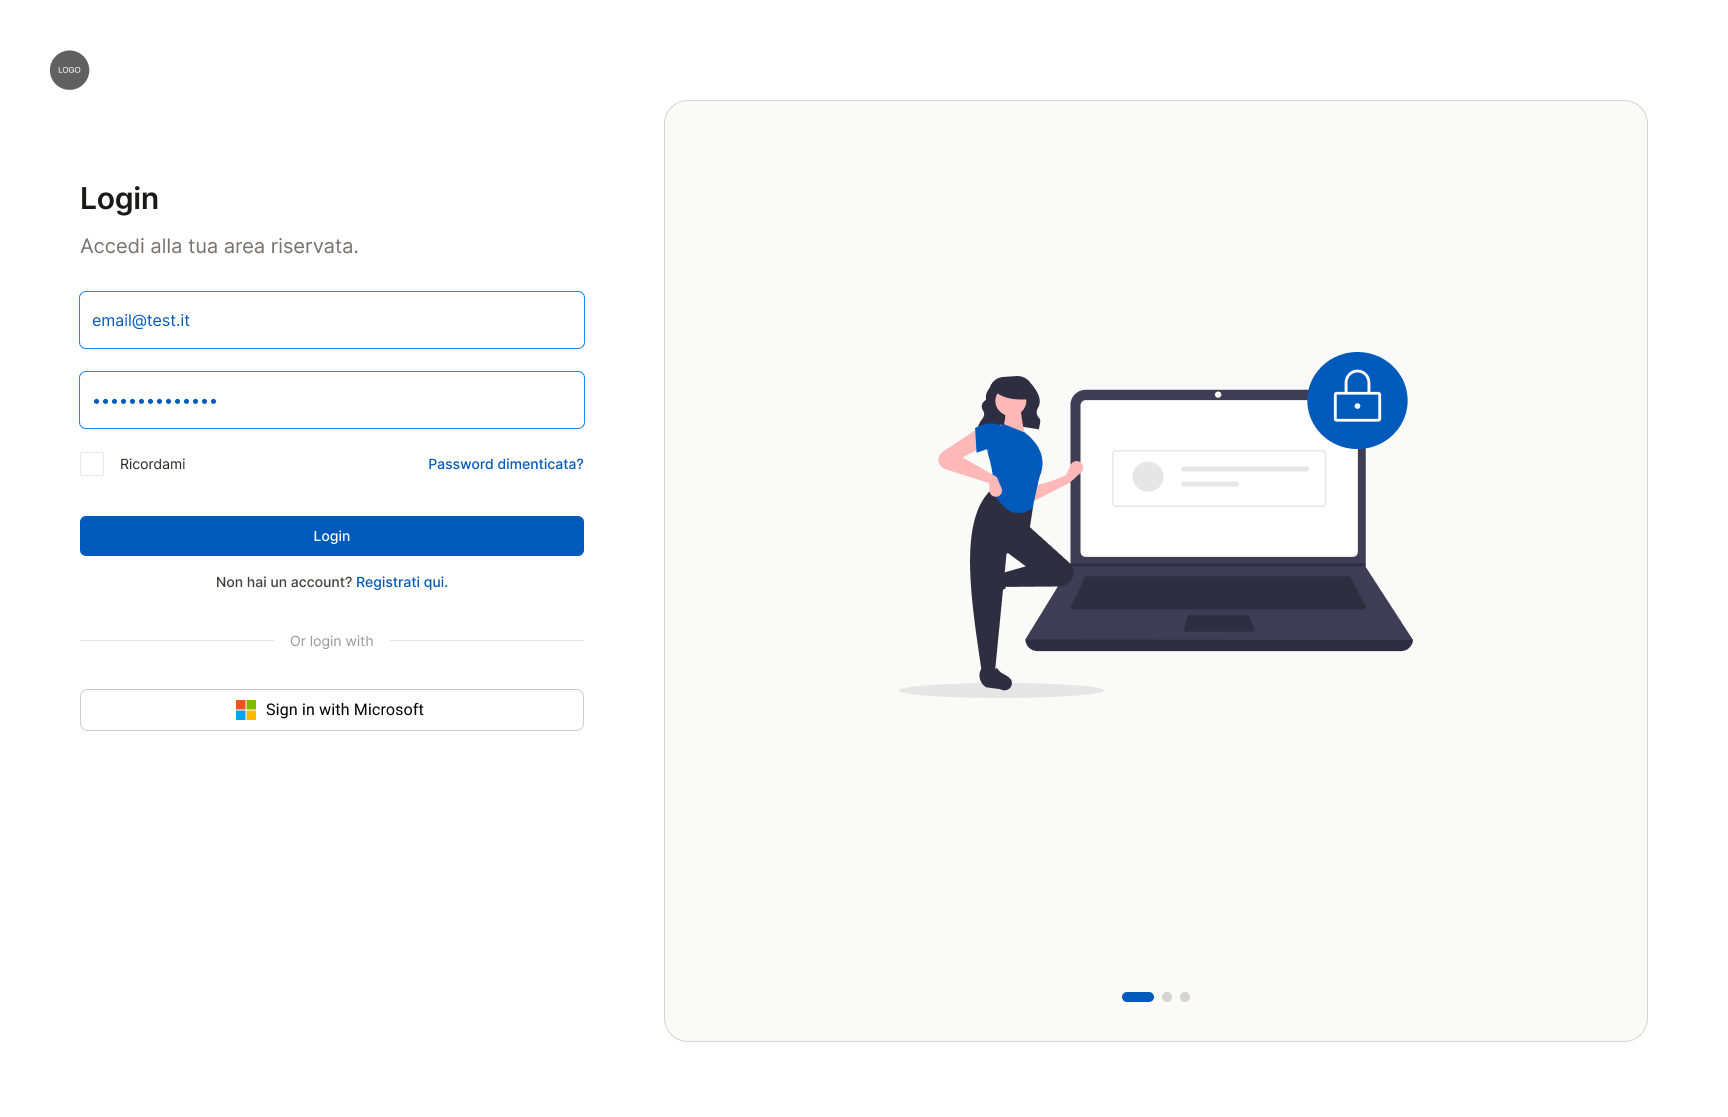 LOGO
Login
Accedi alla tua area riservata.
email@test.it
••••••••••••••
Ricordami
Password dimenticata?
Login
Non hai un account? Registrati qui.
Or login with
Sign in with Microsoft